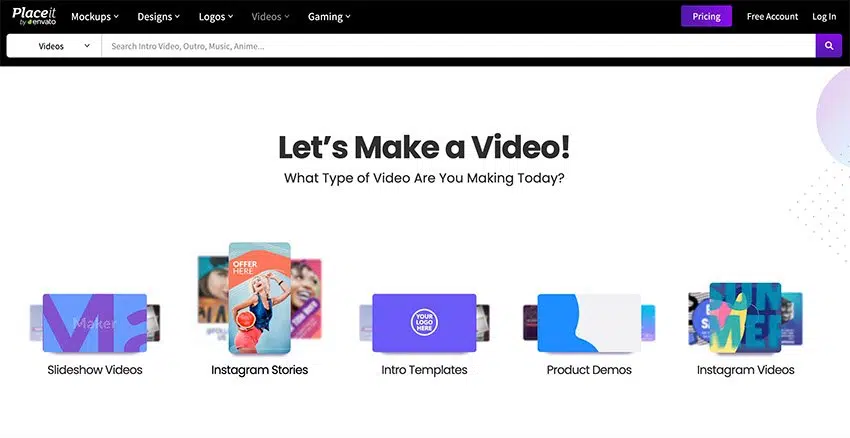 Placeit
by envato
Mockups Designs Logos Videos Gaming
Pricing Free Account Log In
Videos Search Intro Video, Outro, Music, Anime...
Let's Make a Video!
What Type of Video Are You Making Today?
OFFER
HERE
Maker
Ma
YOUR
LOGO
HERE
Slideshow Videos Instagram Stories Intro Templates Product Demos Instagram Videos